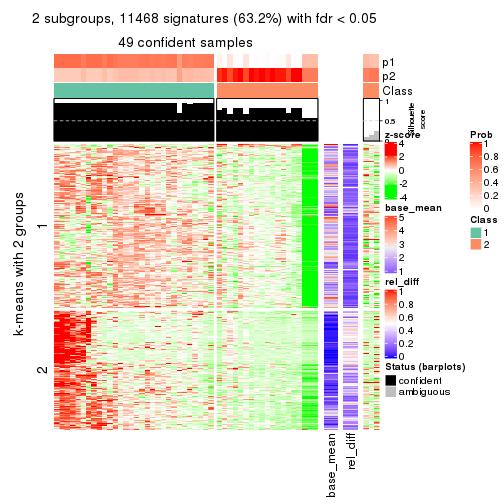 2 subgroups, 11468 signatures (63.2%) with fdr < 0.05
49 confident samples
p1
p2
Class
1
0.5
0
Silhouette
score
k-means with 2 groups
1
2
base_mean
rel_diff
z-score
4
2
0
-2
-4
base_mean
5
4
3
2
1
rel_diff
1
0.8
0.6
0.4
0.2
0
Status (barplots)
confident
ambiguous
Prob
1
0.8
0.6
0.4
0.2
0
Class
1
2